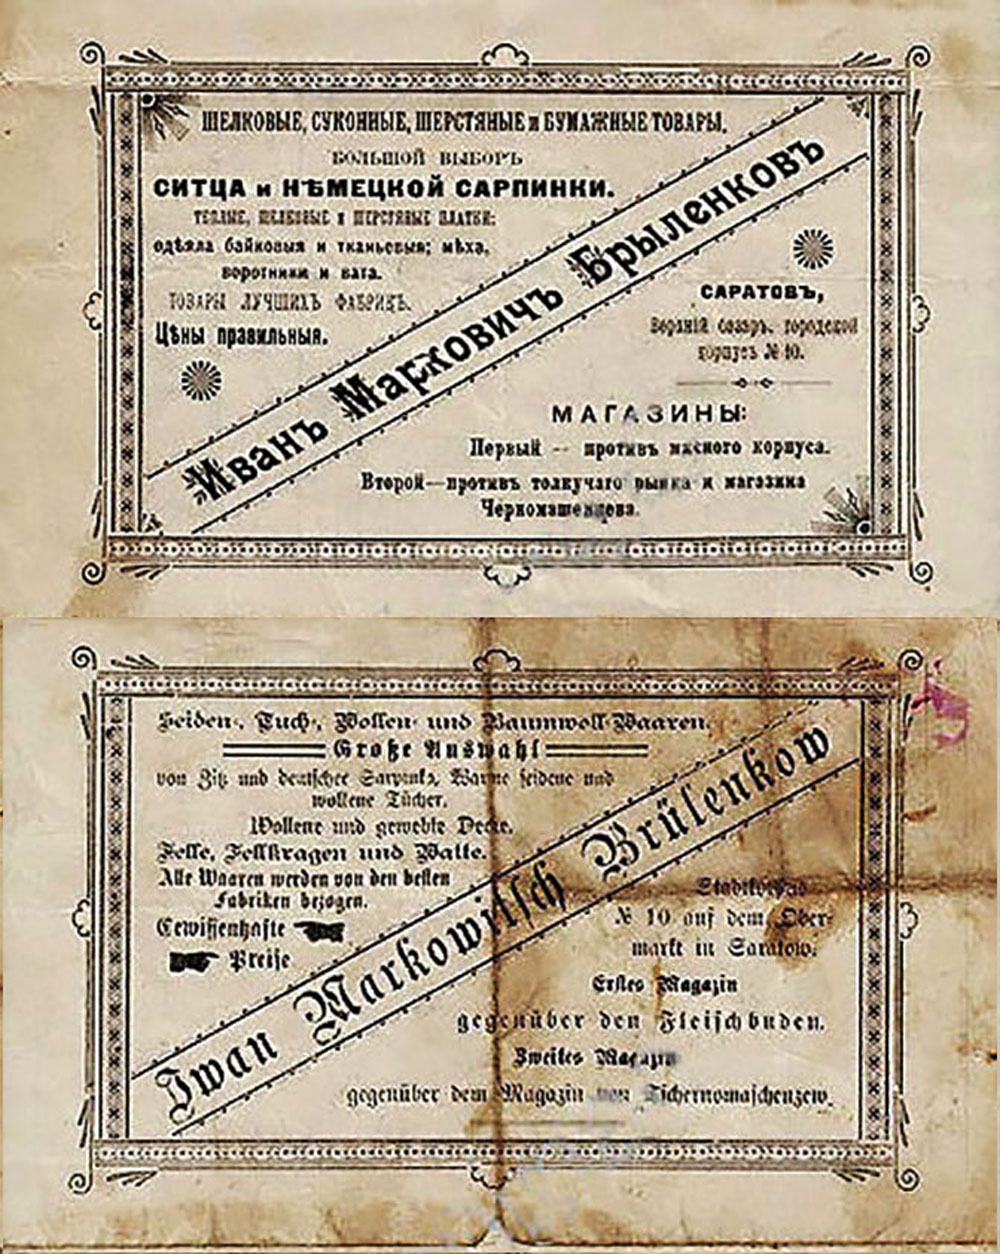 ШЕЛКОВЫЕ, СУКОННЫЕ, ШЕРСТЯНЫЕ и БУМАЖНЫЕ ТОВАРЫ.
БОЛЬШОЙ ВЫБОРЪ
СИТЦА и НѢМЕЦКОЙ САРПИНКИ.
ТЕПЛЫЕ, ШЕЛКОВЫЕ и ШЕРСТЯНЫЕ ПЛАТКИ:
одѣяла байковыя и тканьевыя; мѣха,
воротники и вата.
ТОВАРЫ ЛУЧШИХЪ ФАБРИКЪ.
Цѣны правильныя.
Иванъ Марковичъ Брыленковъ
САРАТОВЪ,
Верхній базаръ, городской
корпусъ № 10.
МАГАЗИНЫ:
Первый — противъ мяснаго корпуса.
Второй—противъ толкучаго рынка и магазина
Черномашенцева.
Seiden-, Tuch-, Wollen- und Baumwoll-Waaren.
Große Auswahl
von Zitz und deutscher Warme seidene und
wollene Tücher.
Wollene und gewebte Decke.
Felle, Fellkragen und Watte.
Alle Waaren werden von den besten
Fabriken bezogen.
Gewißenhafte
Preise
Iwan Markowitsch Brülenkow
№ 10 auf dem Ober-
markt in Saratow.
Erstes Magazin
gegenüber den Fleischbuden.
Zweites Magazin
gegenüber dem Magazin von Tschernomaschenzew.